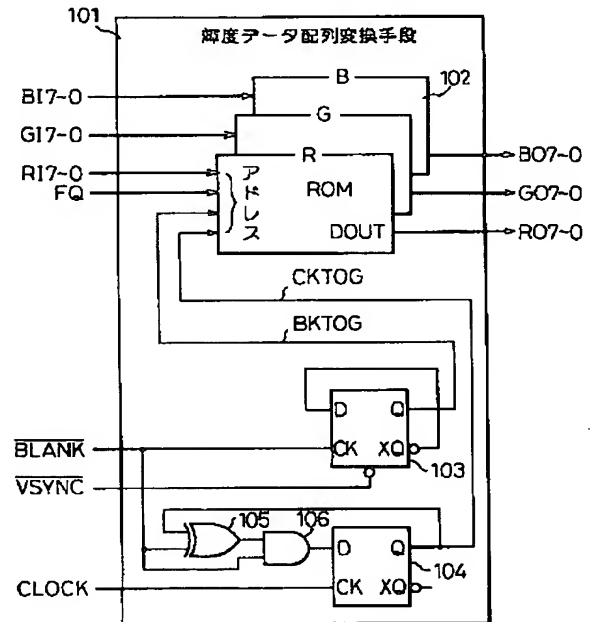 101
輝度データ配列変換手段
102
B
G
R
BI7~0
GI7~0
RI7~0
FQ
アドレス
ROM
DOUT
BO7~0
GO7~0
RO7~0
CKTOG
BKTOG
D
Q
CK
XQ
103
BLANK
VSYNC
105
106
D
Q
CK
XQ
104
CLOCK